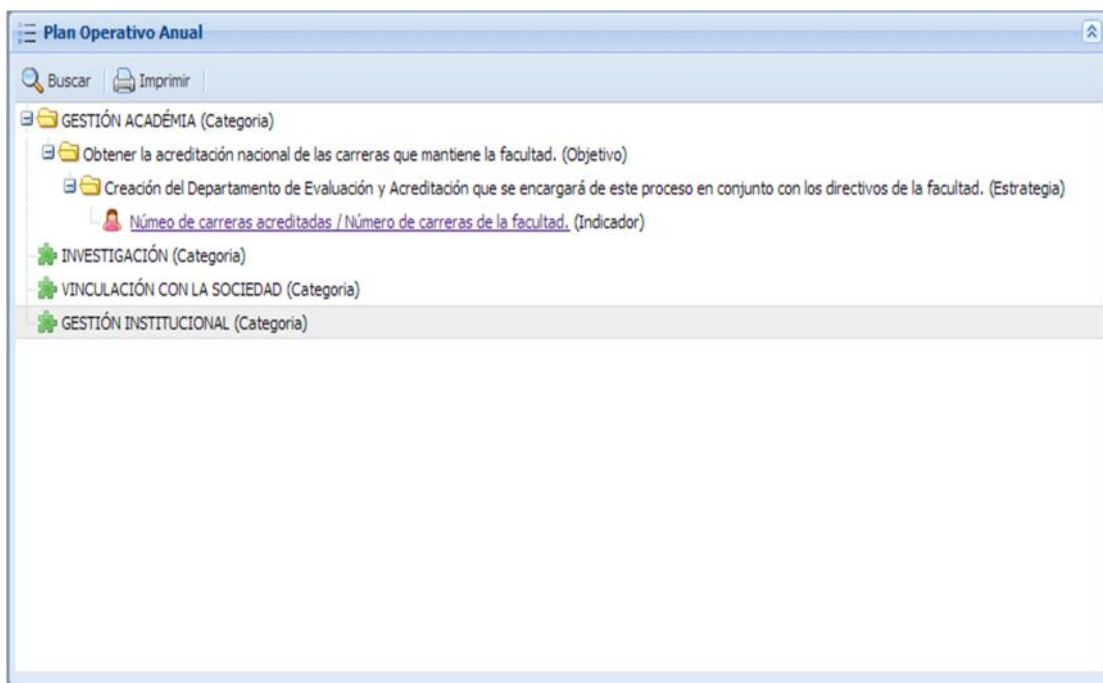 Plan Operativo Anual
Buscar Imprimir
GESTIÓN ACADÉMIA (Categoria)
Obtener la acreditación nacional de las carreras que mantiene la facultad. (Objetivo)
Creación del Departamento de Evaluación y Acreditación que se encargará de este proceso en conjunto con los directivos de la facultad. (Estrategia)
Númeo de carreras acreditadas / Número de carreras de la facultad. (Indicador)
INVESTIGACIÓN (Categoria)
VINCULACIÓN CON LA SOCIEDAD (Categoria)
GESTIÓN INSTITUCIONAL (Categoria)